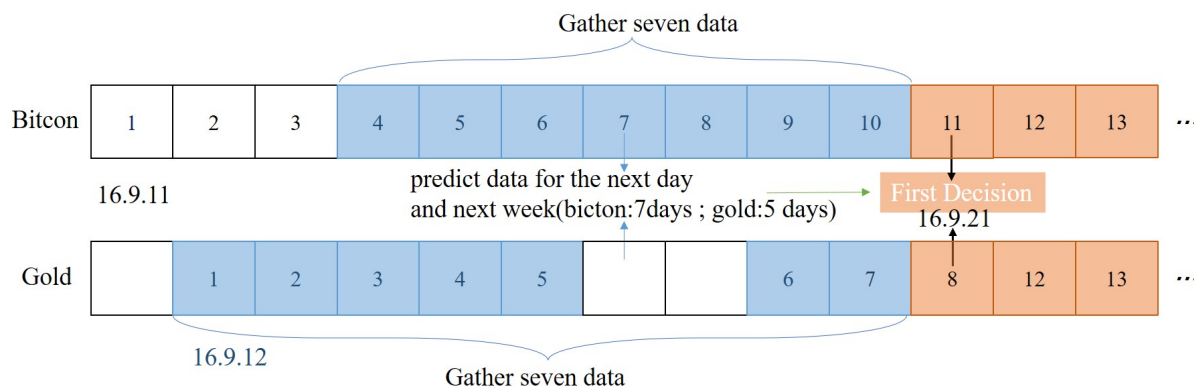 Gather seven data
Bitcon 1 2 3 4 5 6 7 8 9 10 11 12 13 ...
16.9.11
predict data for the next day
and next week(bicton:7days ; gold:5 days)
First Decision
16.9.21
Gold 1 2 3 4 5 6 7 8 12 13 ...
16.9.12
Gather seven data